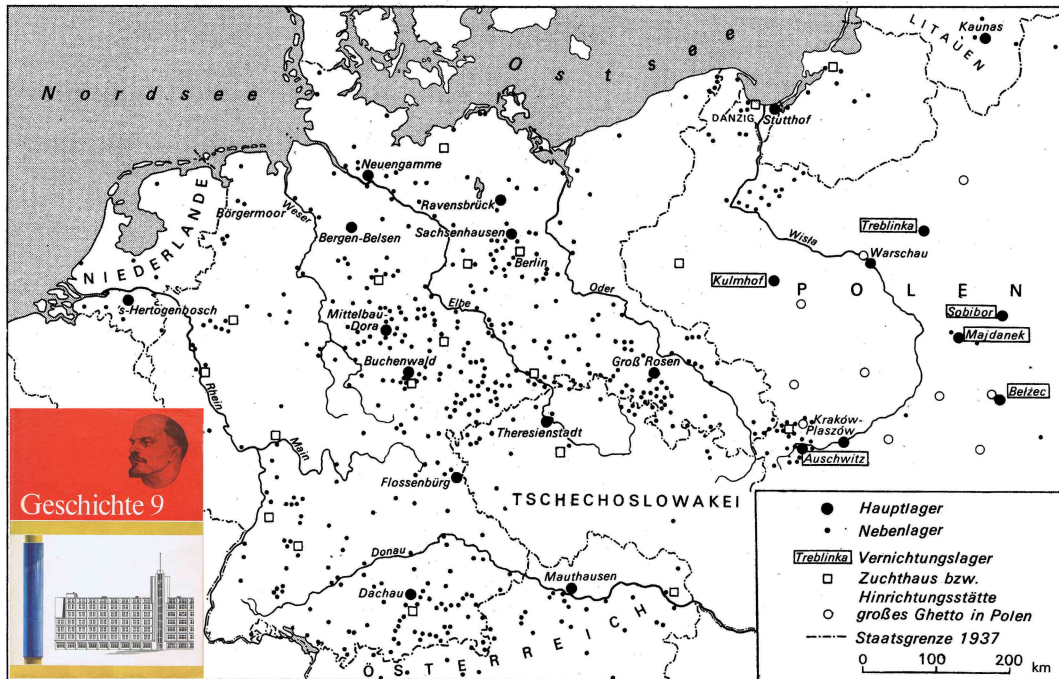 Nordsee
Ostsee
LITAUEN
Kaunas
DANZIG
Stutthof
Neuengamme
Ravensbrück
NIEDERLANDE
Börgermoor
Weser
Bergen-Belsen
Sachsenhausen
Berlin
Treblinka
Wisla
Warschau
Kulmhof
POLEN
's-Hertogenbosch
Elbe
Oder
Sobibor
Mittelbau-
Dora
Majdanek
Buchenwald
Groß Rosen
Rhein
Belżec
Theresienstadt
Kraków-
Plaszów
Main
Auschwitz
Flossenbürg
TSCHECHOSLOWAKEI
Geschichte 9
Donau
Mauthausen
Dachau
ÖSTERREICH
Hauptlager
Nebenlager
Treblinka Vernichtungslager
Zuchthaus bzw.
Hinrichtungsstätte
großes Ghetto in Polen
Staatsgrenze 1937
0 100 200
km